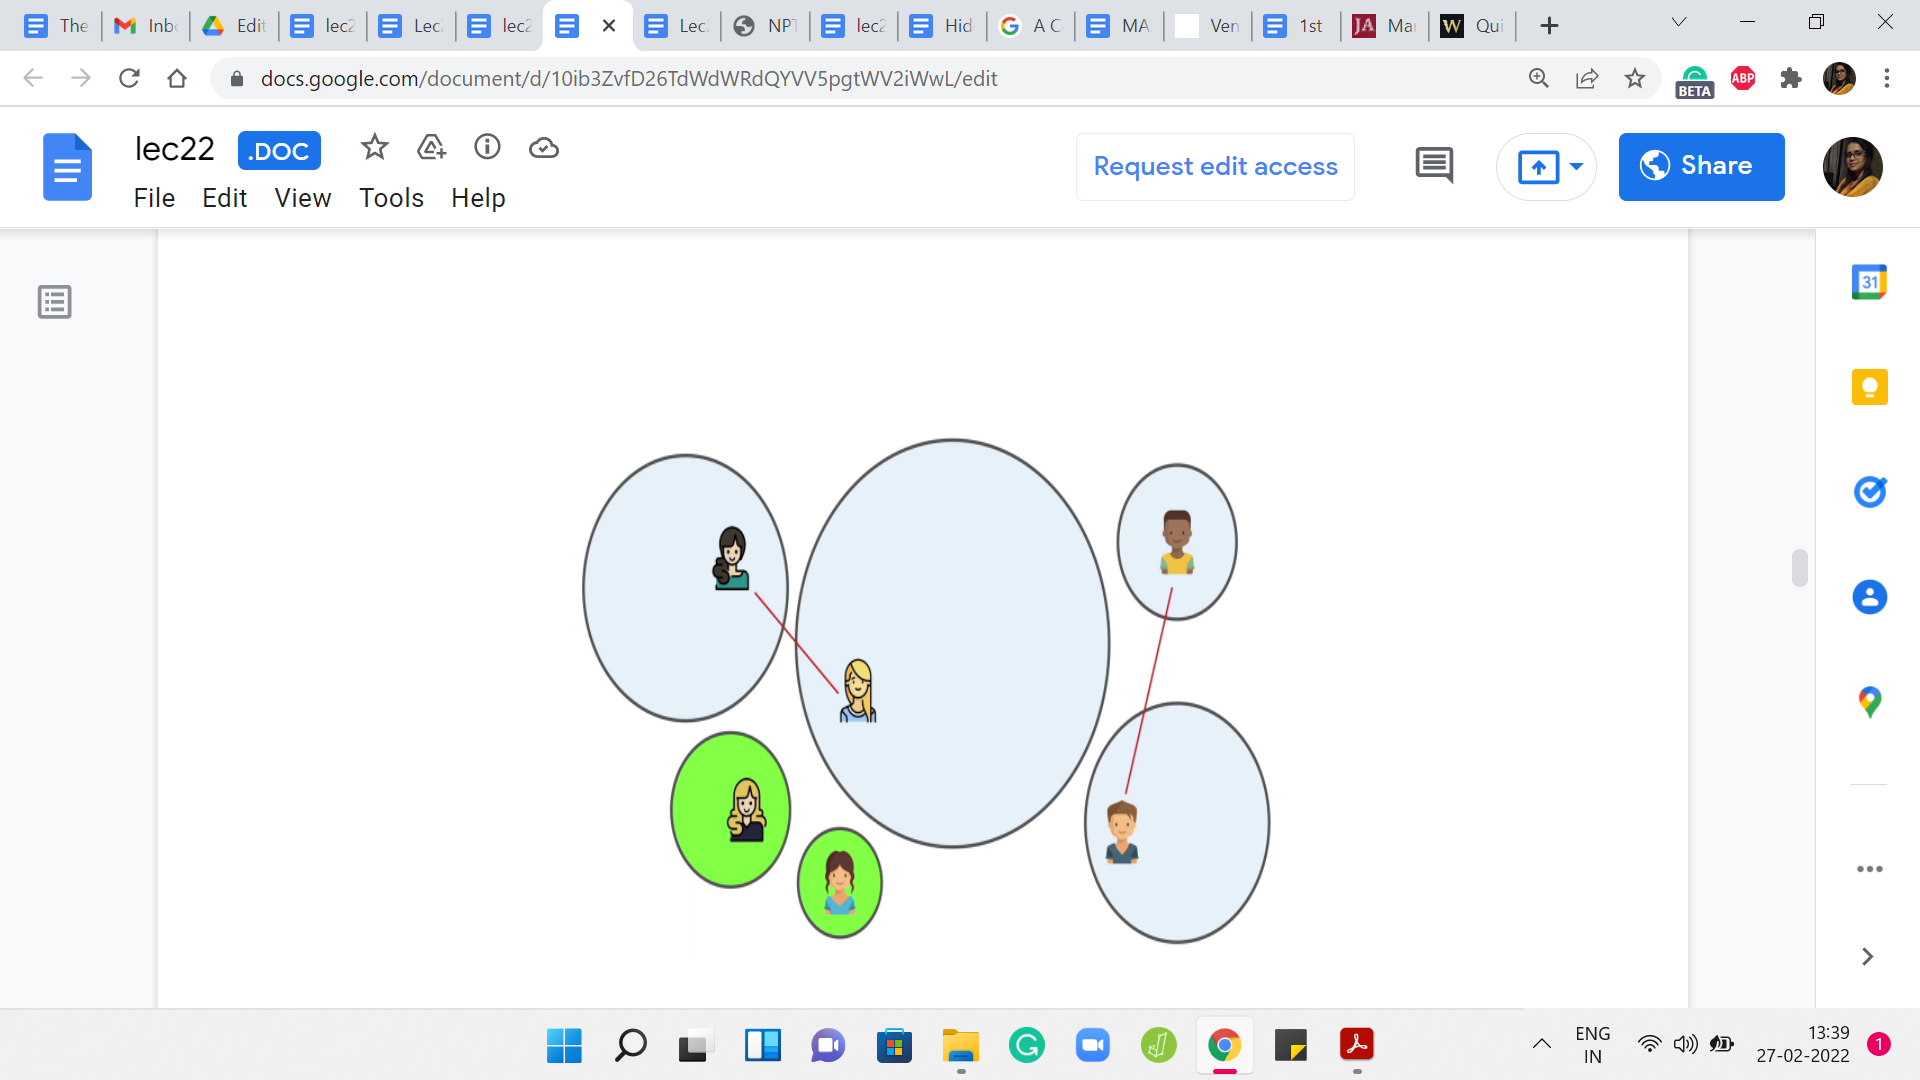 The
Inb
Edit
lec2
Lec
lec2
Lec
NPT
lec2
Hid
A C
MA
Ven
1st
JA
Mar
W
Qui
docs.google.com/document/d/10ib3ZvfD26TdWdWRdQYVV5pgtWV2iWwL/edit
BETA
ABP
lec22
.DOC
File Edit View Tools Help
Request edit access
Share
31
ENG
IN
13:39
27-02-2022
1